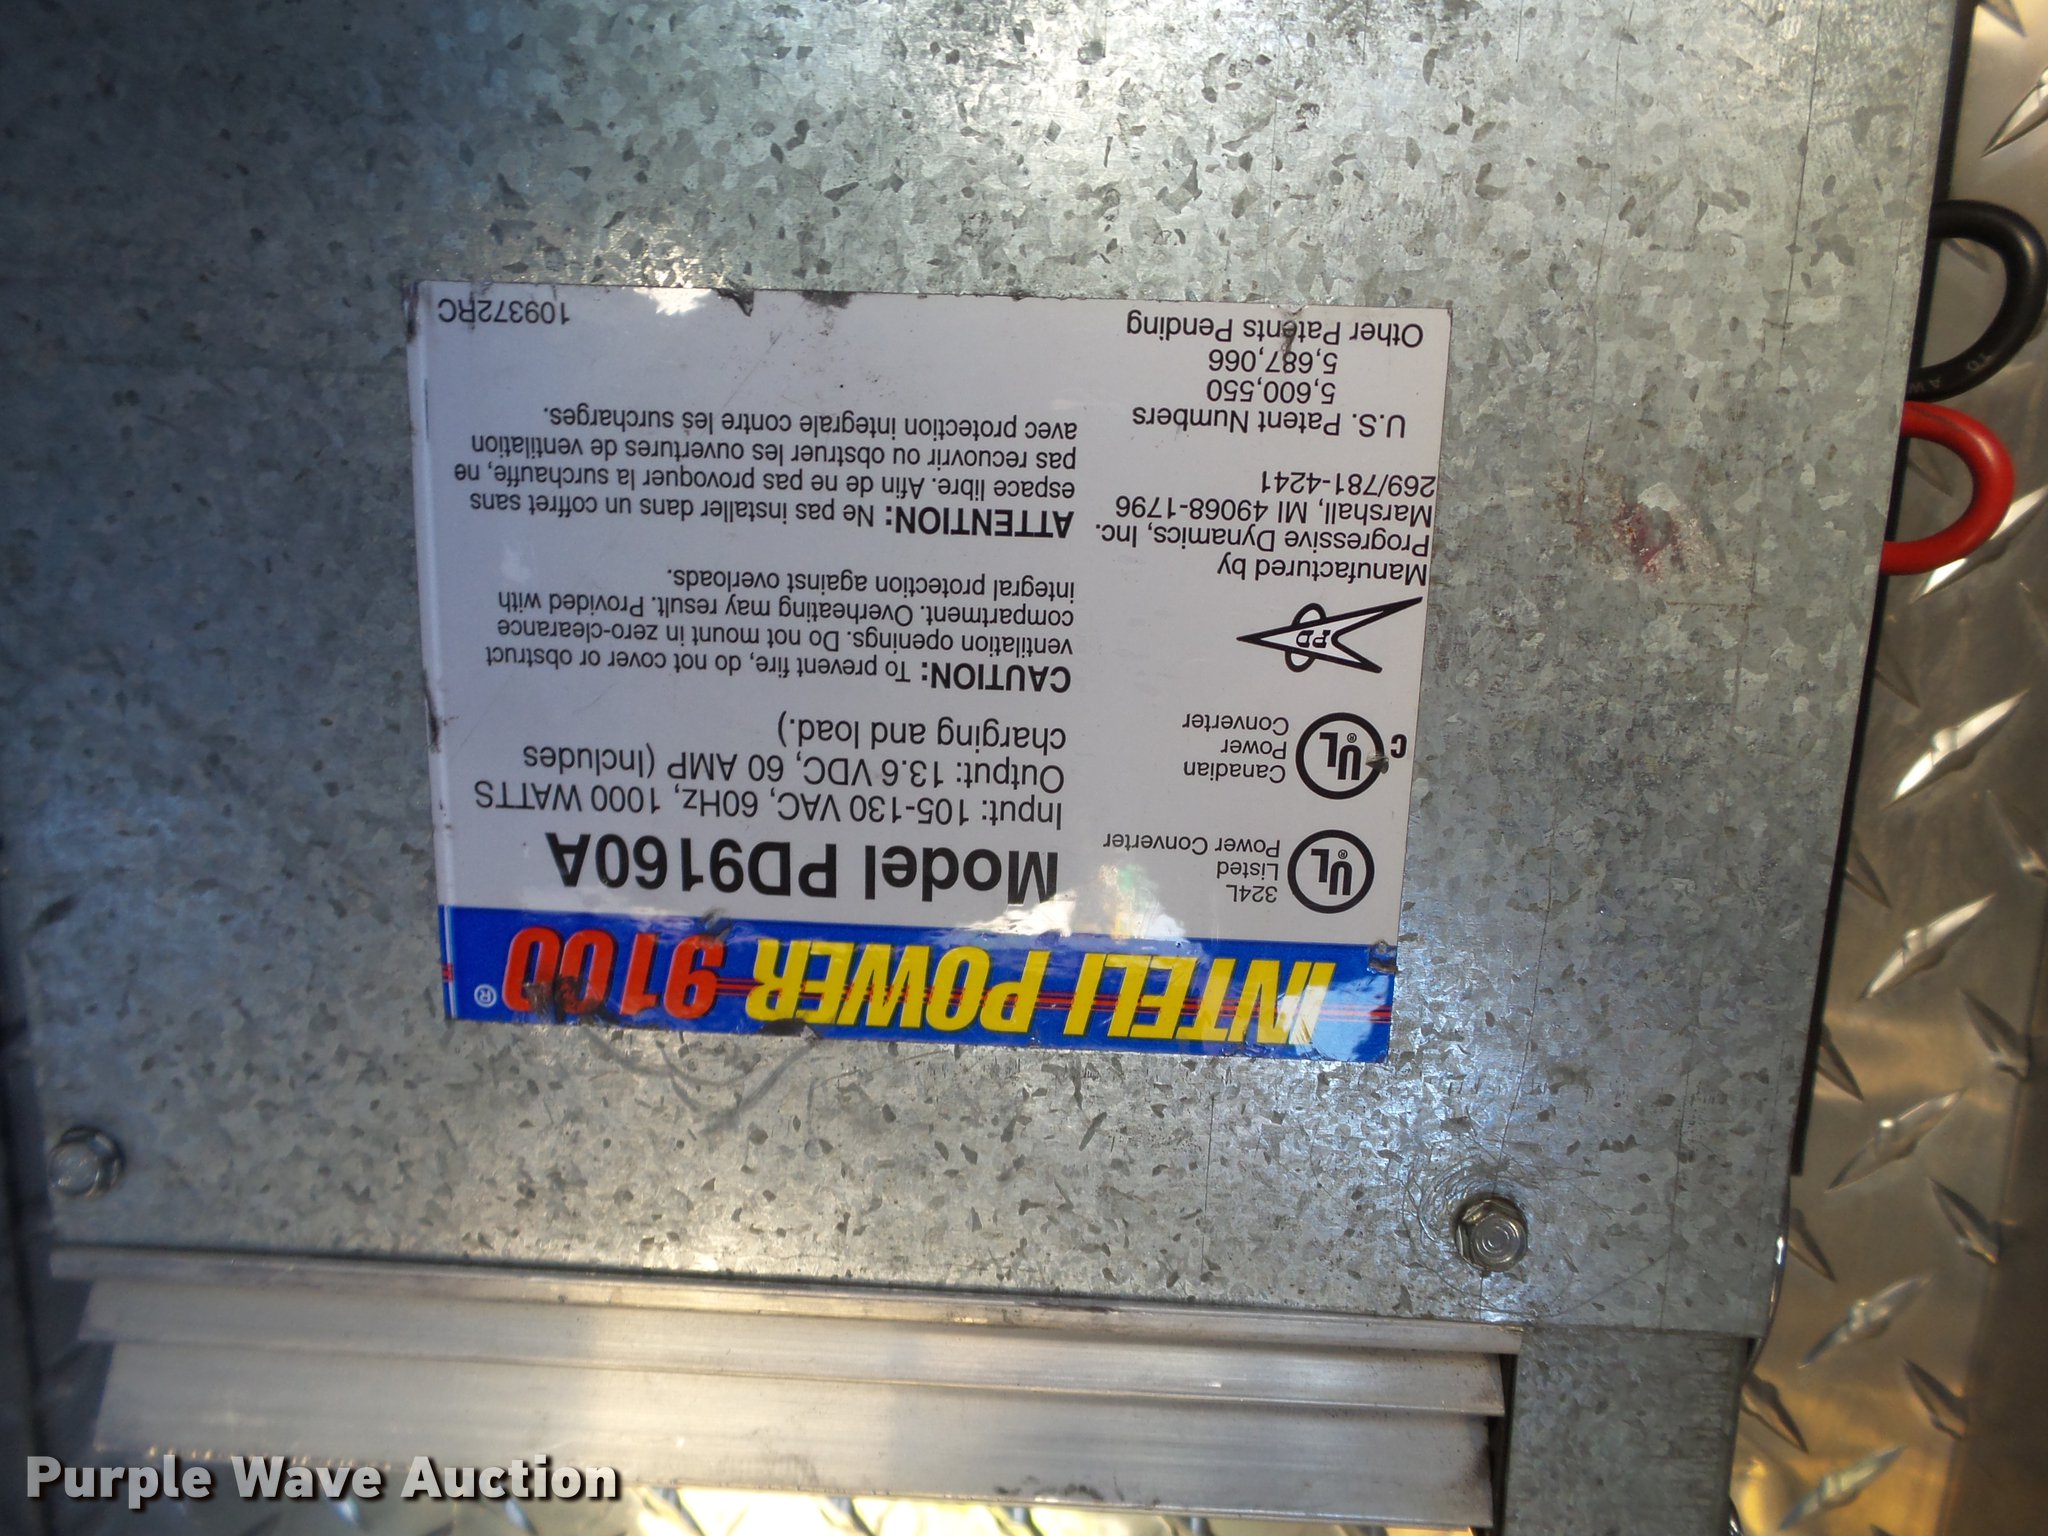 INTELI POWER 9100®
324L
Listed
Power Converter
UL®
C UL®
Canadian
Power
Converter
PD
Manufactured by
Progressive Dynamics, Inc.
Marshall, MI 49068-1796
269/781-4241
U.S. Patent Numbers
5,600,550
5,687,066
Other Patents Pending
Model PD9160A
Input: 105-130 VAC, 60Hz, 1000 WATTS
Output: 13.6 VDC, 60 AMP (Includes
charging and load.)
CAUTION: To prevent fire, do not cover or obstruct
ventilation openings. Do not mount in zero-clearance
compartment. Overheating may result. Provided with
integral protection against overloads.
ATTENTION: Ne pas installer dans un coffret sans
espace libre. Afin de ne pas provoquer la surchauffe, ne
pas recuovrir ou obstruer les ouvertures de ventilation
avec protection integrale contre les surcharges.
109372RC
Purple Wave Auction